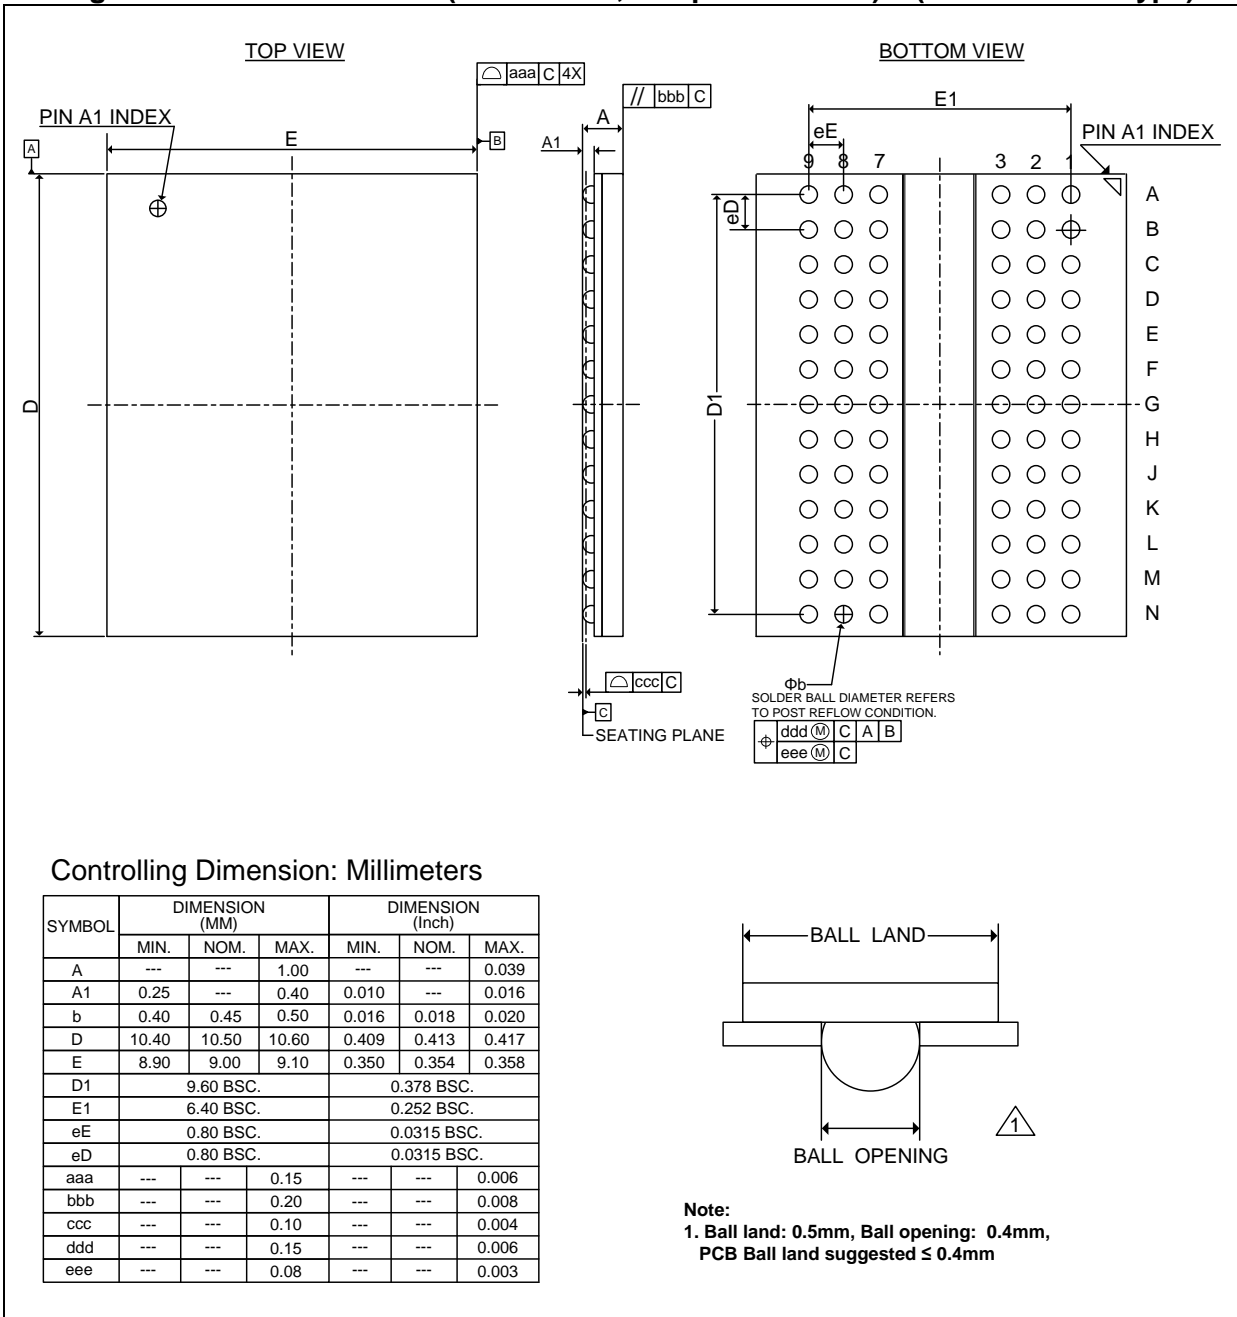 TOP VIEW
BOTTOM VIEW
aaa C 4X
// bbb C
PIN A1 INDEX
E
A
B
A
A1
D
ccc C
C
SEATING PLANE
E1
eE
PIN A1 INDEX
9 8 7 3 2 1
eD
D1
A
B
C
D
E
F
G
H
J
K
L
M
N
Φb
SOLDER BALL DIAMETER REFERS
TO POST REFLOW CONDITION.
ddd Ⓜ C A B
eee Ⓜ C
Controlling Dimension: Millimeters
SYMBOL DIMENSION (MM) DIMENSION (Inch)
MIN. NOM. MAX. MIN. NOM. MAX.
A --- --- 1.00 --- --- 0.039
A1 0.25 --- 0.40 0.010 --- 0.016
b 0.40 0.45 0.50 0.016 0.018 0.020
D 10.40 10.50 10.60 0.409 0.413 0.417
E 8.90 9.00 9.10 0.350 0.354 0.358
D1 9.60 BSC. 0.378 BSC.
E1 6.40 BSC. 0.252 BSC.
eE 0.80 BSC. 0.0315 BSC.
eD 0.80 BSC. 0.0315 BSC.
aaa --- --- 0.15 --- --- 0.006
bbb --- --- 0.20 --- --- 0.008
ccc --- --- 0.10 --- --- 0.004
ddd --- --- 0.15 --- --- 0.006
eee --- --- 0.08 --- --- 0.003
BALL LAND
1
BALL OPENING
Note:
1. Ball land: 0.5mm, Ball opening: 0.4mm,
PCB Ball land suggested ≤ 0.4mm